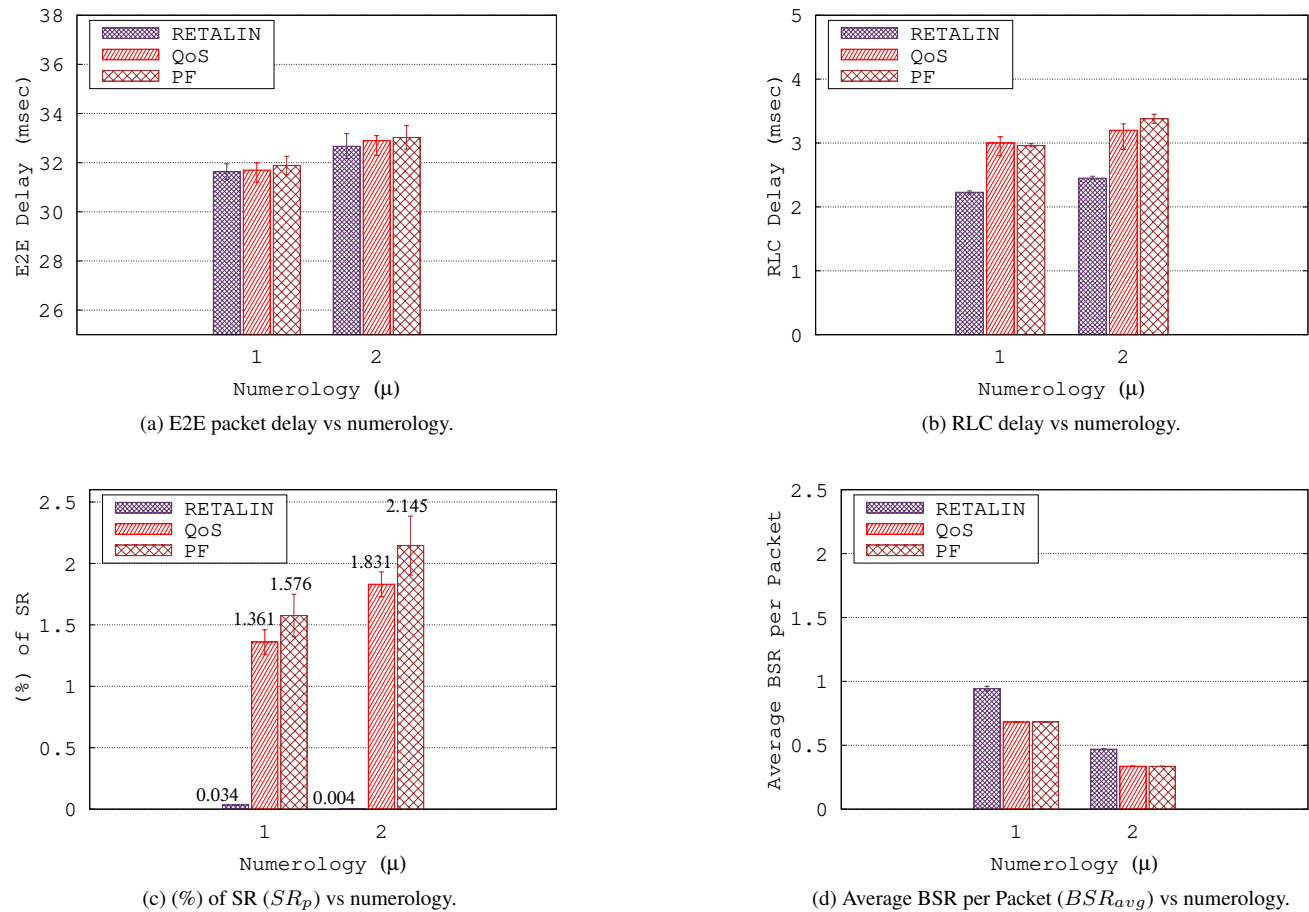 38
36
34
32
30
28
26
E2E Delay (msec)
RETALIN
QoS
PF
1
2
Numerology (μ)
(a) E2E packet delay vs numerology.
5
4
3
2
1
0
RLC Delay (msec)
RETALIN
QoS
PF
1
2
Numerology (μ)
(b) RLC delay vs numerology.
2.5
2
1.5
1
0.5
0
(%) of SR
RETALIN
QoS
PF
0.034
1.361
1.576
0.004
1.831
2.145
1
2
Numerology (μ)
(c) (%) of SR (SRp) vs numerology.
2.5
2
1.5
1
0.5
0
Average BSR per Packet
RETALIN
QoS
PF
1
2
Numerology (μ)
(d) Average BSR per Packet (BSRavg) vs numerology.